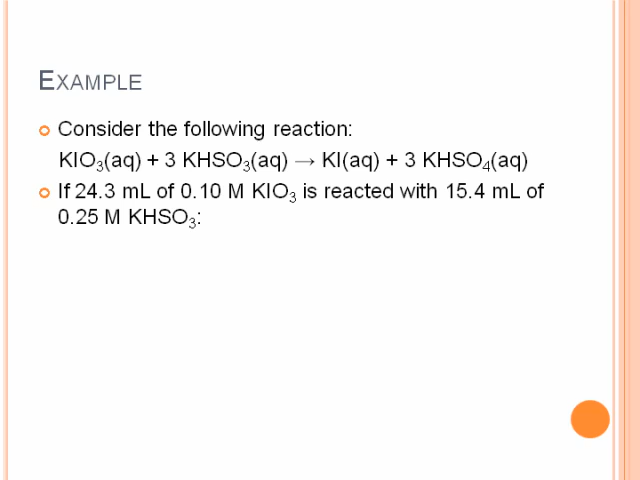 EXAMPLE
Consider the following reaction:
KIO₃(aq) + 3 KHSO₃(aq) → KI(aq) + 3 KHSO₄(aq)
If 24.3 mL of 0.10 M KIO₃ is reacted with 15.4 mL of
0.25 M KHSO₃: